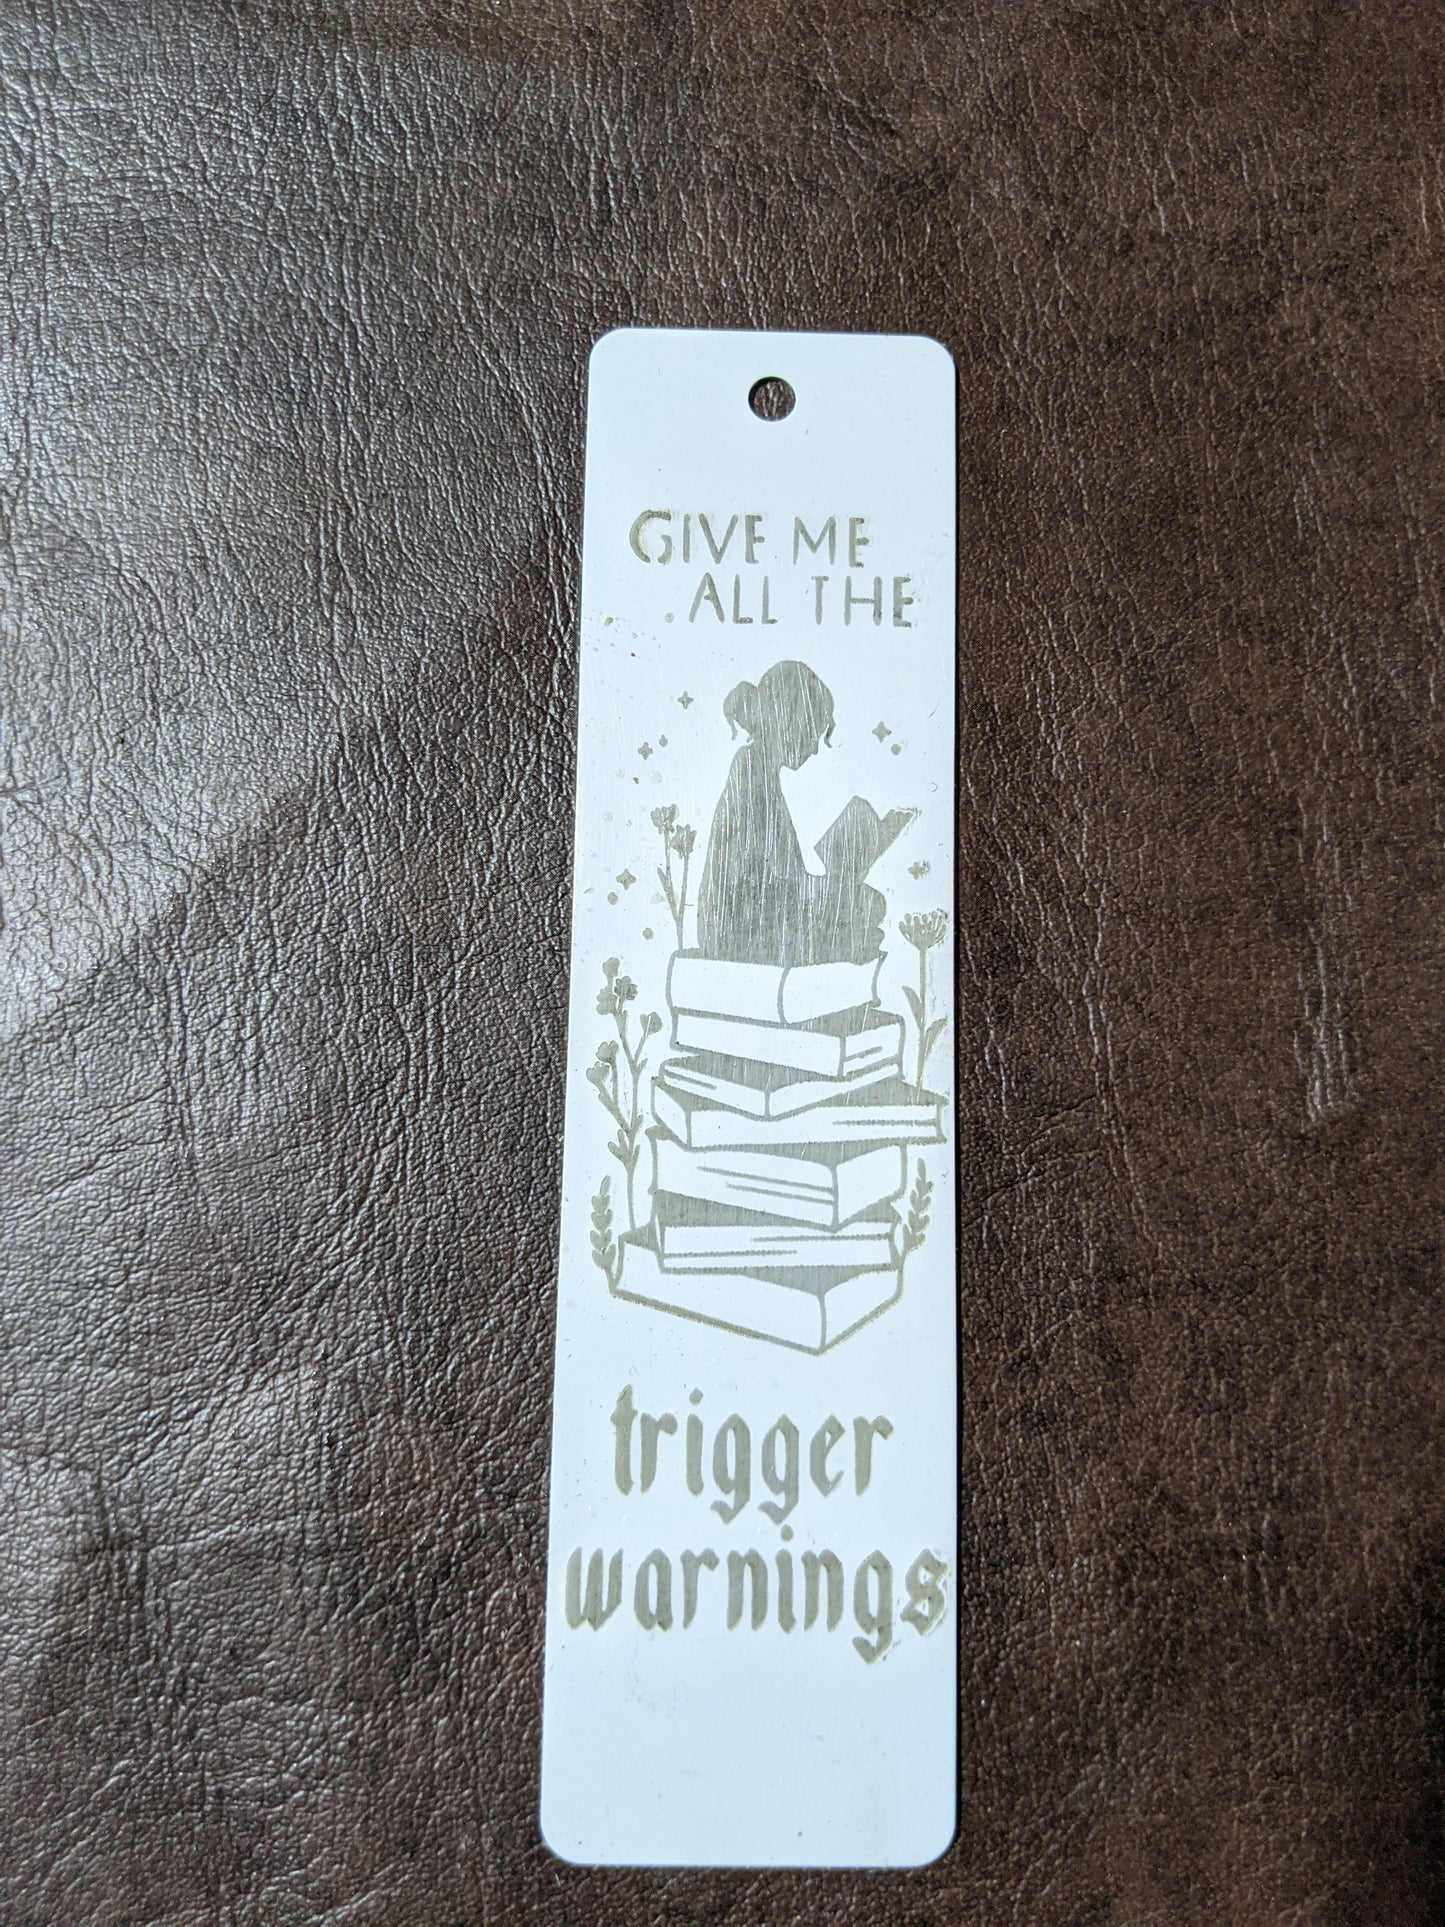 GIVE ME
ALL THE
trigger
warnings